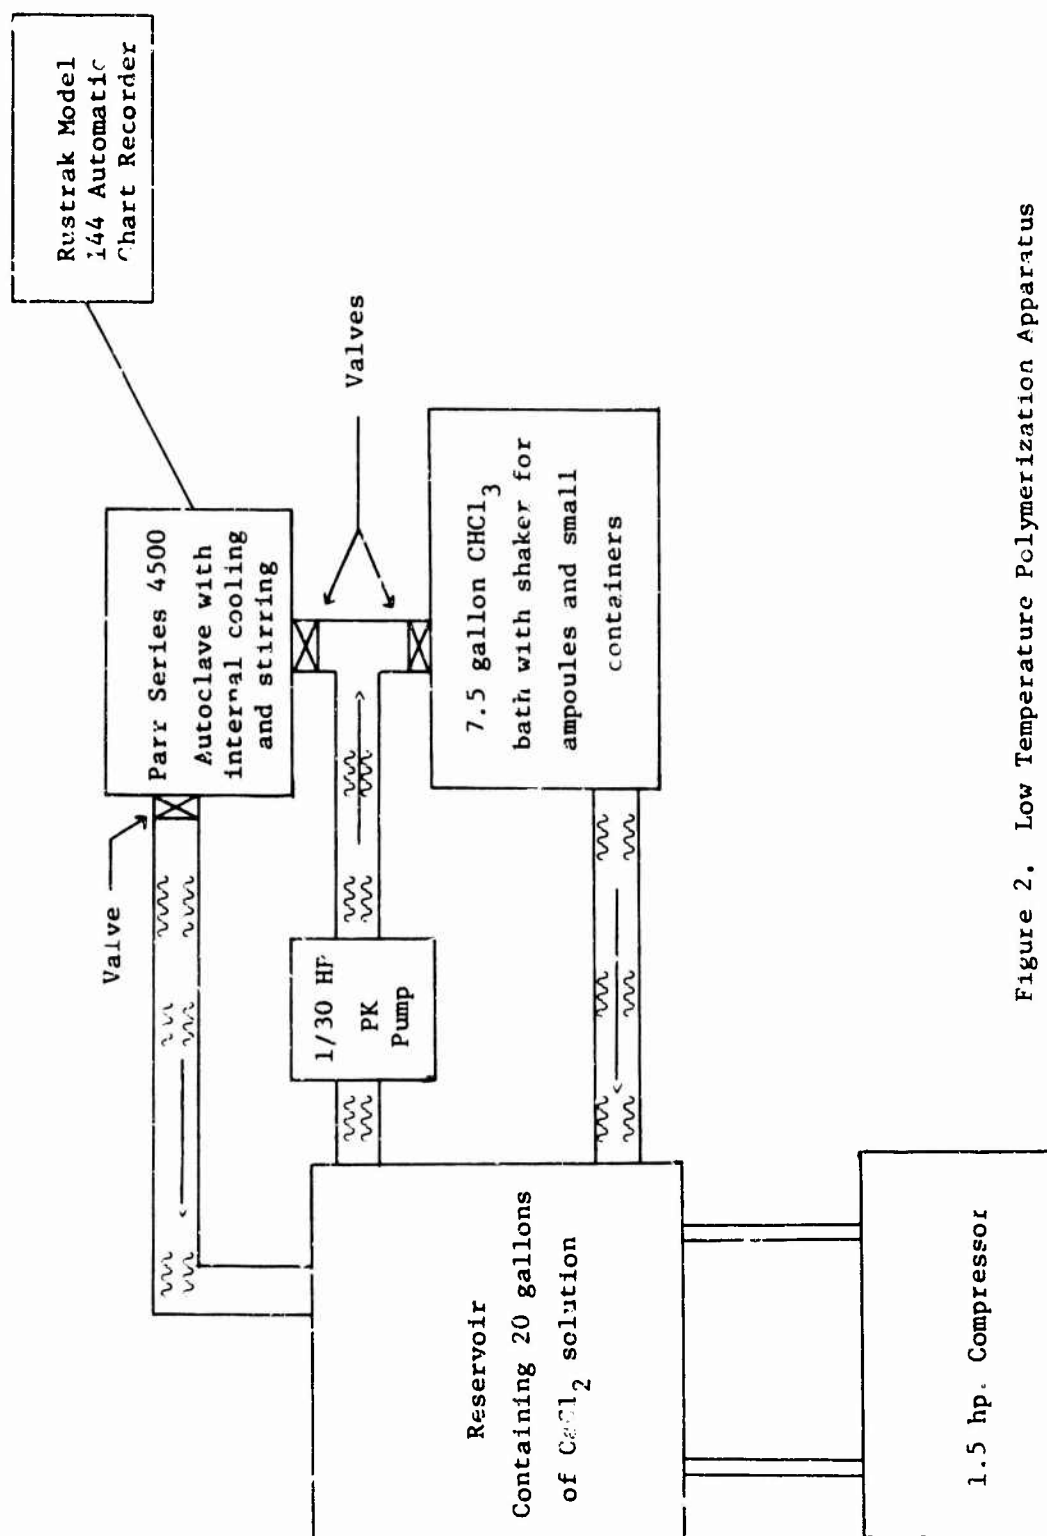 Rustrak Model
144 Automatic
Chart Recorder
Parr Series 4500
Autoclave with
internal cooling
and stirring
Valve
Valves
1/30 HP
PK
Pump
7.5 gallon CHCl3
bath with shaker for
ampoules and small
containers
Reservoir
Containing 20 gallons
of CaCl2 solution
1.5 hp. Compressor
Figure 2. Low Temperature Polymerization Apparatus